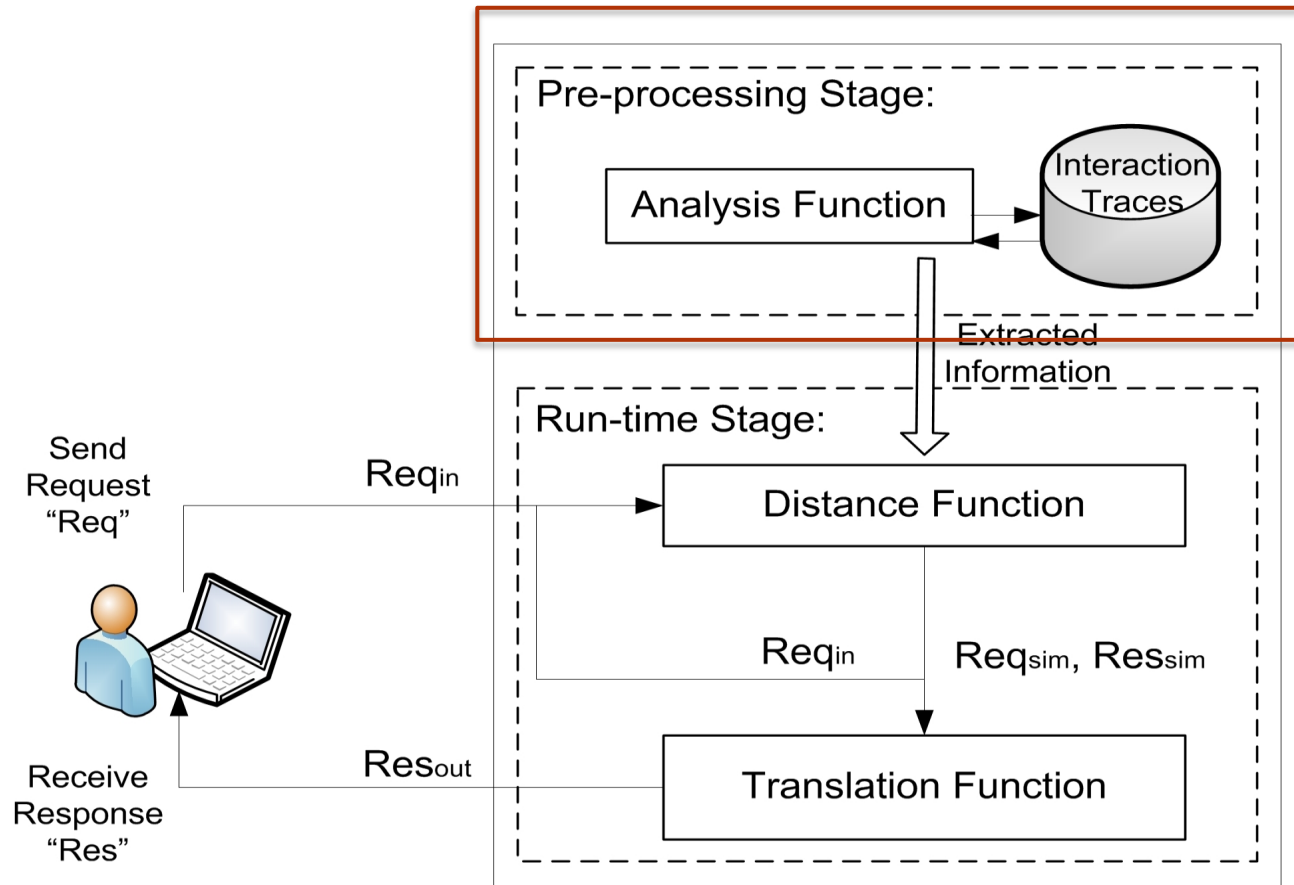 Pre-processing Stage:
Analysis Function
Interaction
Traces
Extracted
Information
Run-time Stage:
Send
Request
“Req”
Reqin
Distance Function
Reqin
Reqsim, Ressim
Resout
Translation Function
Receive
Response
“Res”